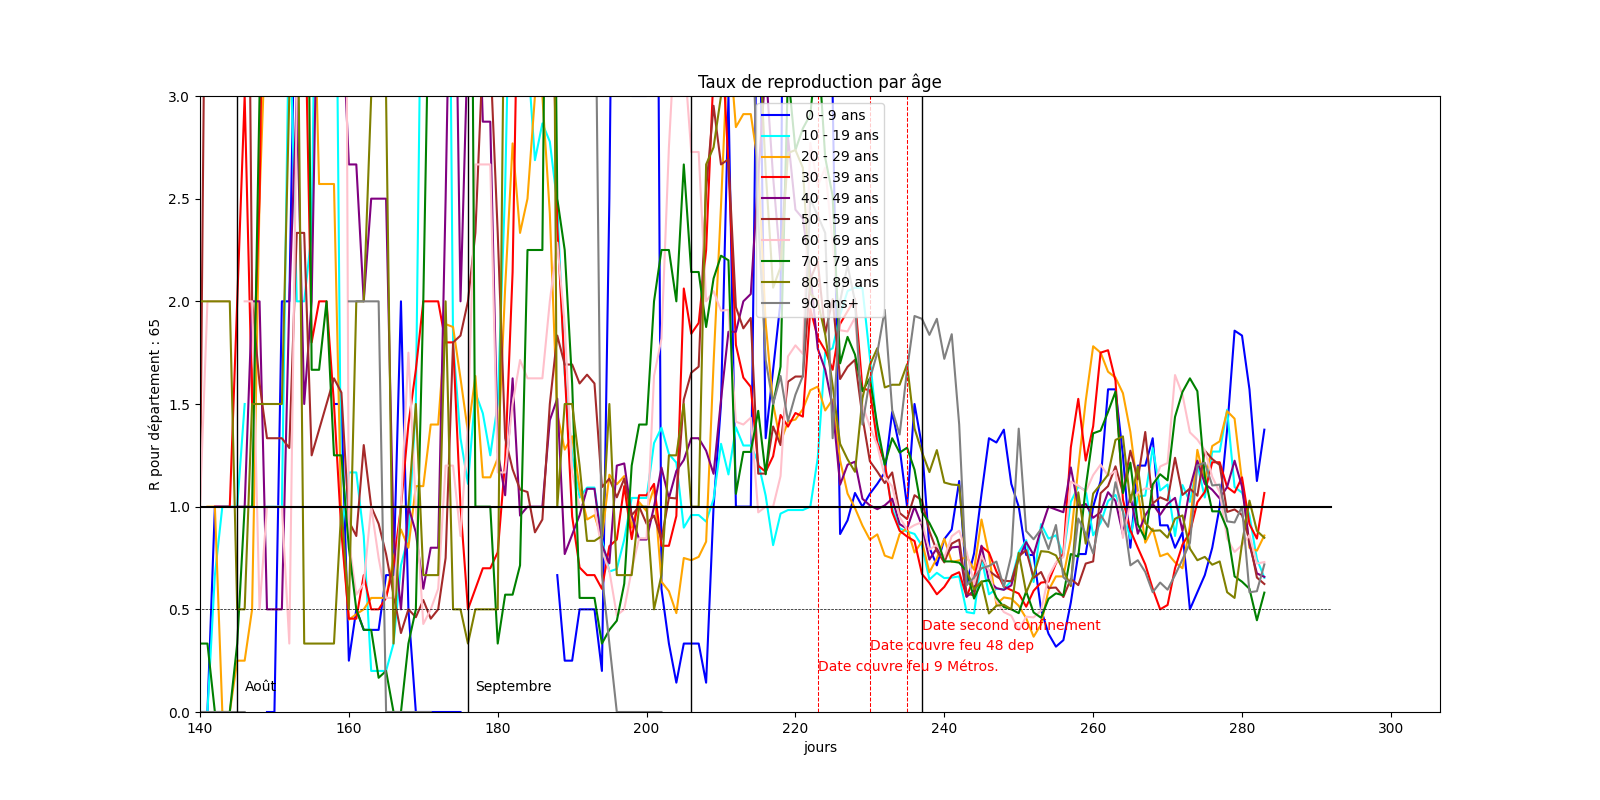 Taux de reproduction par âge
R pour département : 65
3.0
2.5
2.0
1.5
1.0
0.5
0.0
0 - 9 ans
10 - 19 ans
20 - 29 ans
30 - 39 ans
40 - 49 ans
50 - 59 ans
60 - 69 ans
70 - 79 ans
80 - 89 ans
90 ans+
Date second confinement
Date couvre feu 48 dep
Date couvre feu 9 Métros.
Août
Septembre
140 160 180 200 220 240 260 280 300
jours